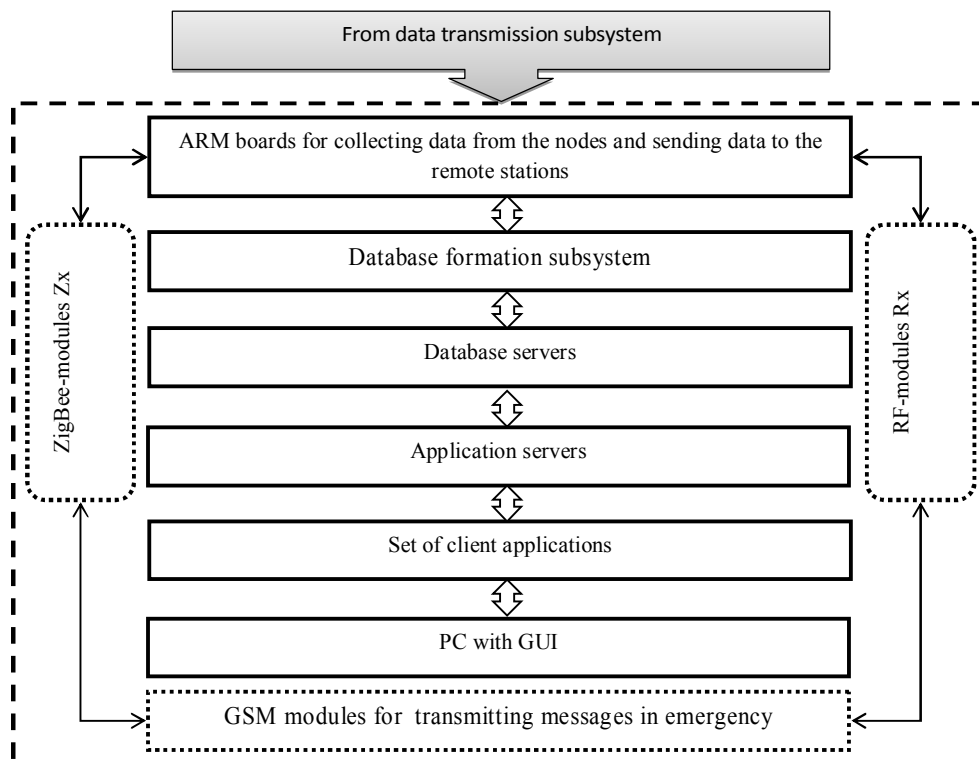 From data transmission subsystem
ARM boards for collecting data from the nodes and sending data to the
remote stations
Database formation subsystem
ZigBee-modules Zx
RF-modules Rx
Database servers
Application servers
Set of client applications
PC with GUI
GSM modules for transmitting messages in emergency